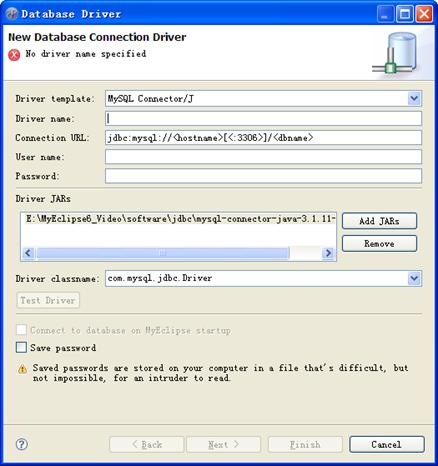 Database Driver
New Database Connection Driver
No driver name specified
Driver template: MySQL Connector/J
Driver name:
Connection URL: jdbc:mysql://<hostname>[<:3306>]/<dbname>
User name:
Password:
Driver JARs
E:\MyEclipse6_Video\software\jdbc\mysql-connector-java-3.1.11-
Add JARs
Remove
Driver classname: com.mysql.jdbc.Driver
Test Driver
Connect to database on MyEclipse startup
Save password
Saved passwords are stored on your computer in a file that's difficult, but
not impossible, for an intruder to read.
? < Back Next > Finish Cancel